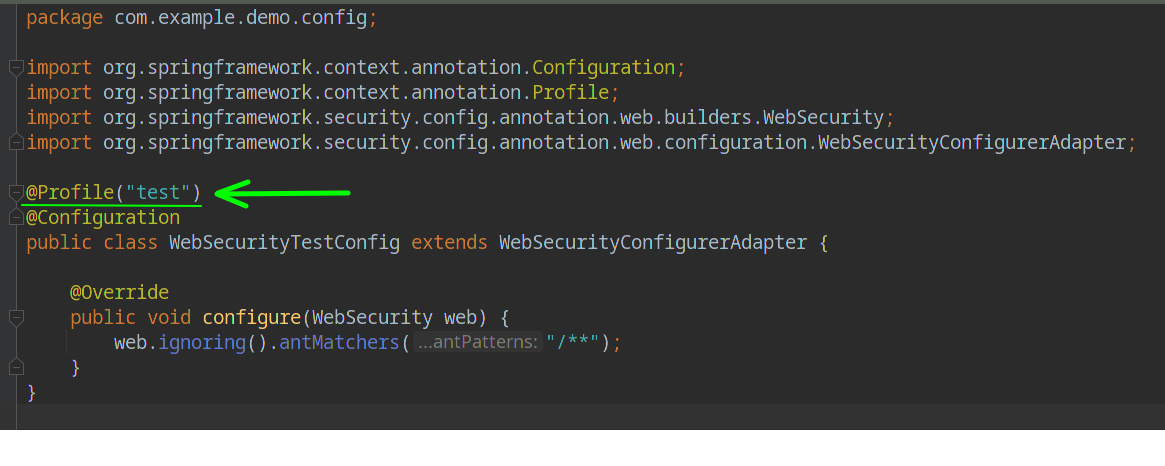 package com.example.demo.config;
import org.springframework.context.annotation.Configuration;
import org.springframework.context.annotation.Profile;
import org.springframework.security.config.annotation.web.builders.WebSecurity;
import org.springframework.security.config.annotation.web.configuration.WebSecurityConfigurerAdapter;
@Profile("test")
@Configuration
public class WebSecurityTestConfig extends WebSecurityConfigurerAdapter {
@Override
public void configure(WebSecurity web) {
web.ignoring().antMatchers( ...antPatterns: "/**");
}
}